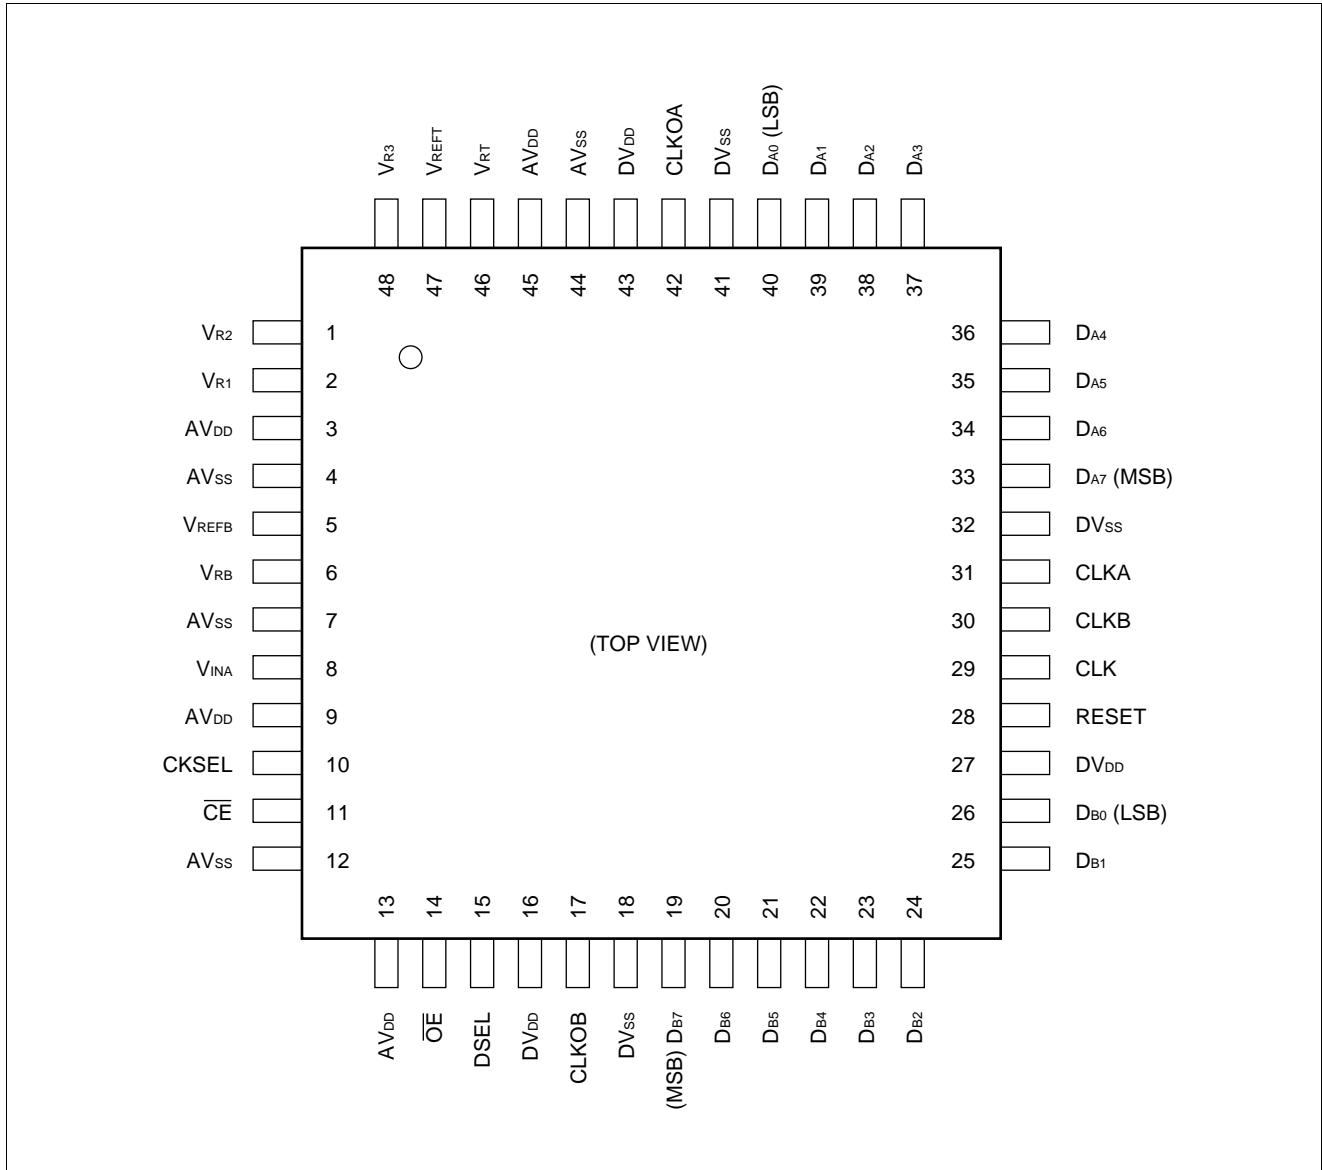 VR3 VREFT VRT AVDD AVSS DVDD CLKOA DVSS DA0 (LSB) DA1 DA2 DA3
48 47 46 45 44 43 42 41 40 39 38 37
VR2 1 36 DA4
VR1 2 35 DA5
AVDD 3 34 DA6
AVSS 4 33 DA7 (MSB)
VREFB 5 32 DVSS
VRB 6 31 CLKA
AVSS 7 30 CLKB
(TOP VIEW)
VINA 8 29 CLK
AVDD 9 28 RESET
CKSEL 10 27 DVDD
C̅E̅ 11 26 DB0 (LSB)
AVSS 12 25 DB1
13 14 15 16 17 18 19 20 21 22 23 24
AVDD O̅E̅ DSEL DVDD CLKOB DVSS (MSB) DB7 DB6 DB5 DB4 DB3 DB2